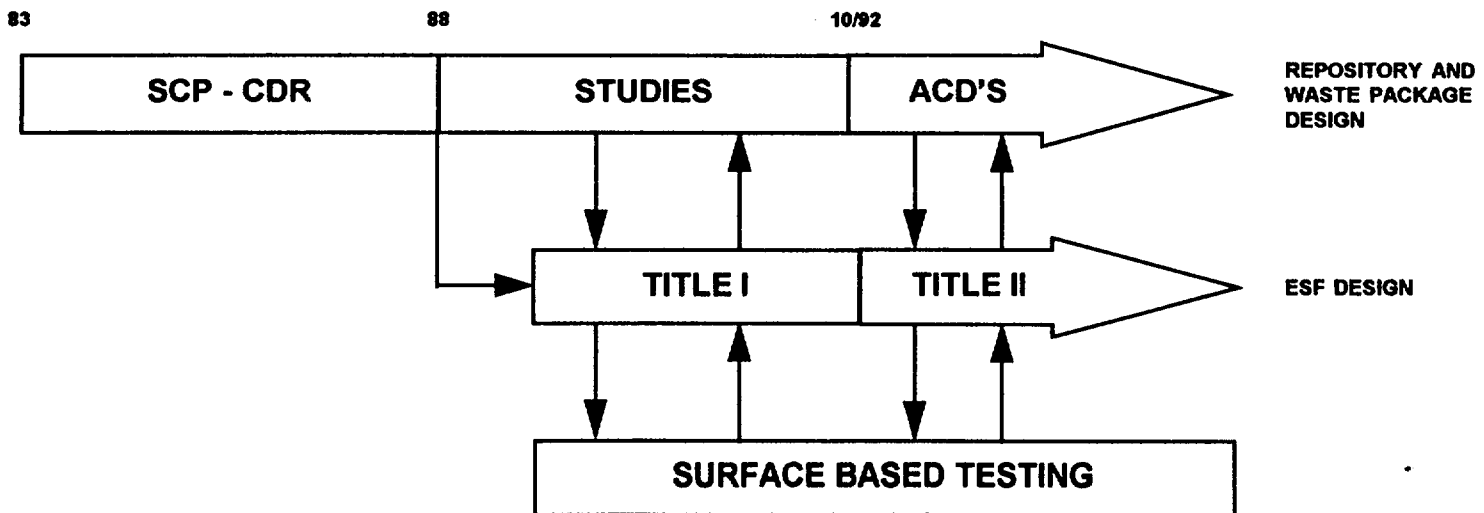 83 88 10/92
SCP - CDR STUDIES ACD'S
REPOSITORY AND
WASTE PACKAGE
DESIGN
TITLE I TITLE II ESF DESIGN
SURFACE BASED TESTING